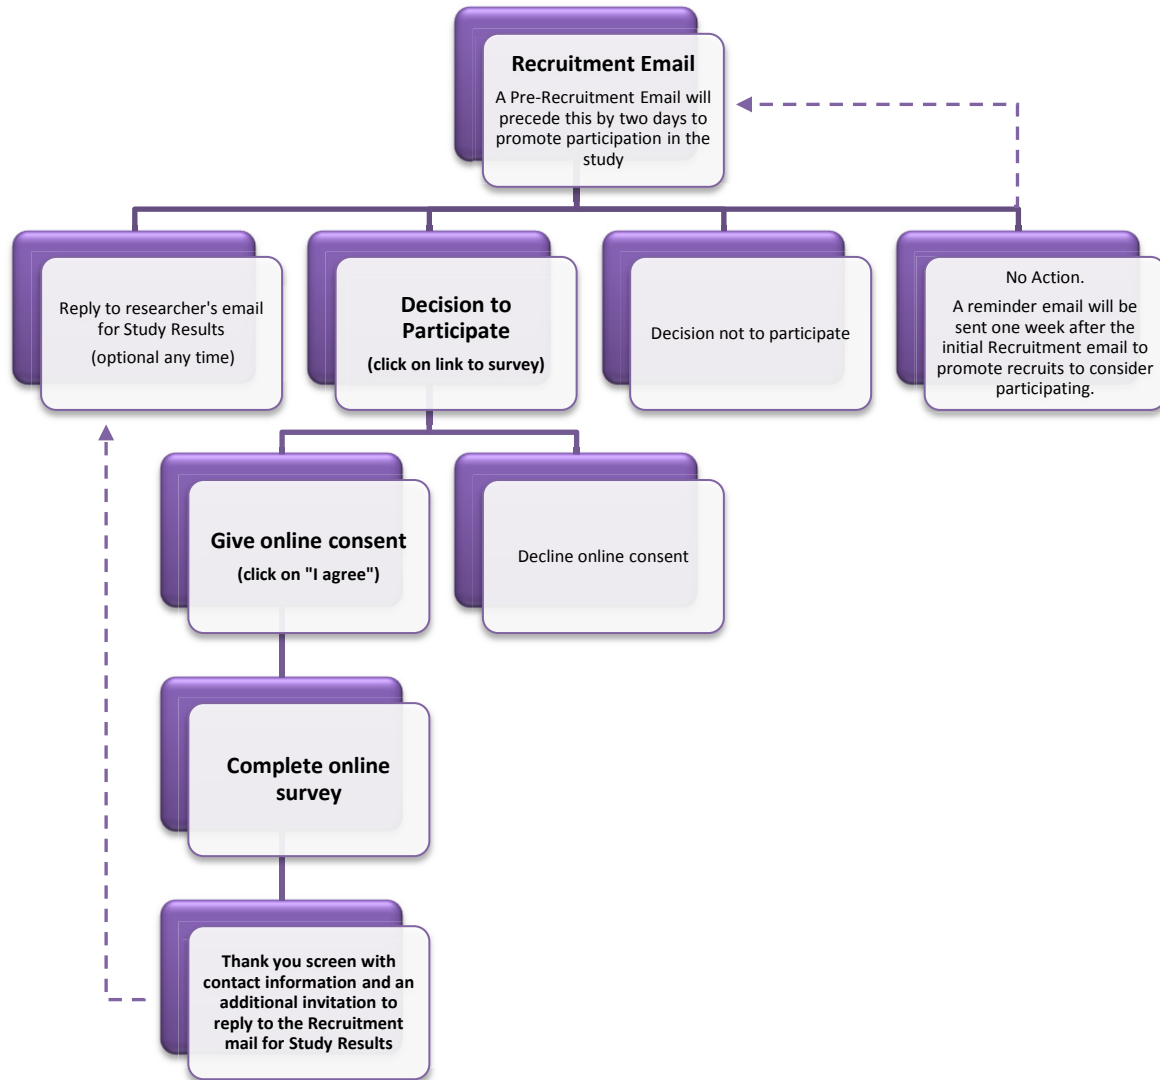 Recruitment Email
A Pre-Recruitment Email will
precede this by two days to
promote participation in the
study
Reply to researcher's email
for Study Results
(optional any time)
Decision to
Participate
(click on link to survey)
Decision not to participate
No Action.
A reminder email will be
sent one week after the
initial Recruitment email to
promote recruits to consider
participating.
Give online consent
(click on "I agree")
Decline online consent
Complete online
survey
Thank you screen with
contact information and an
additional invitation to
reply to the Recruitment
mail for Study Results